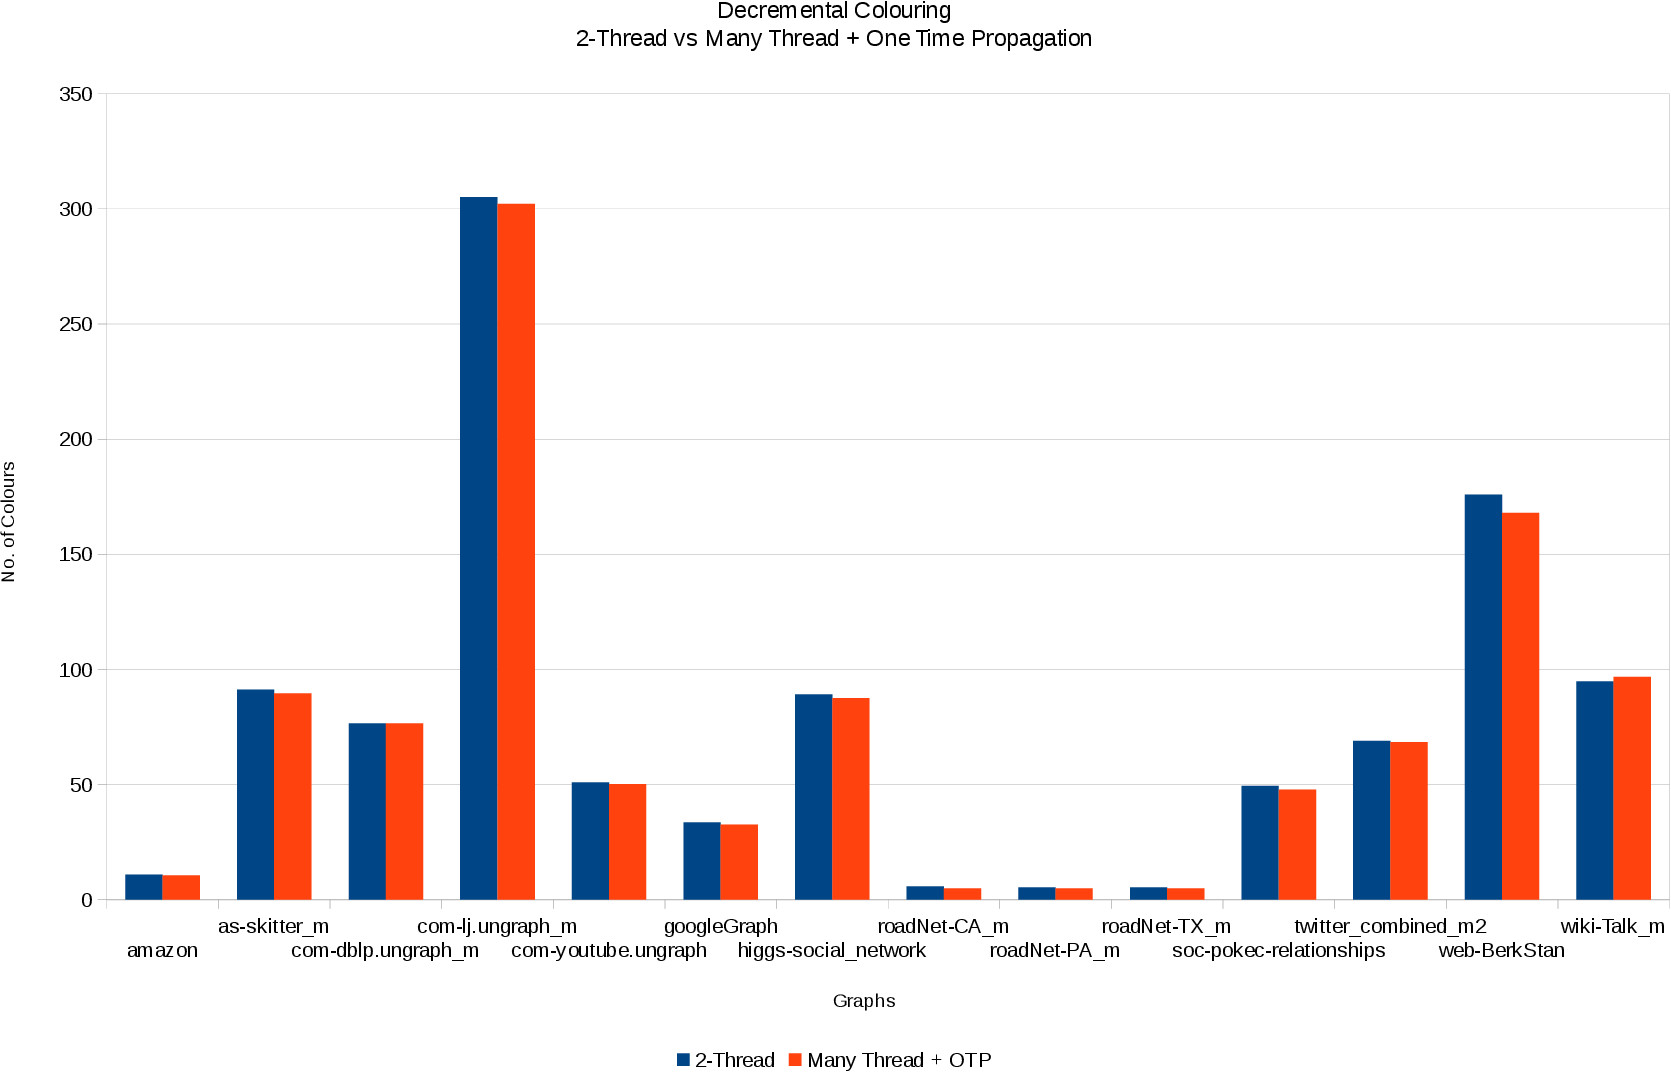 Decremental Colouring
2-Thread vs Many Thread + One Time Propagation
350
300
250
200
150
100
50
0
No. of Colours
as-skitter_m com-lj.ungraph_m googleGraph roadNet-CA_m roadNet-TX_m twitter_combined_m2 wiki-Talk_m
amazon com-dblp.ungraph_m com-youtube.ungraph higgs-social_network roadNet-PA_m soc-pokec-relationships web-BerkStan
Graphs
2-Thread Many Thread + OTP